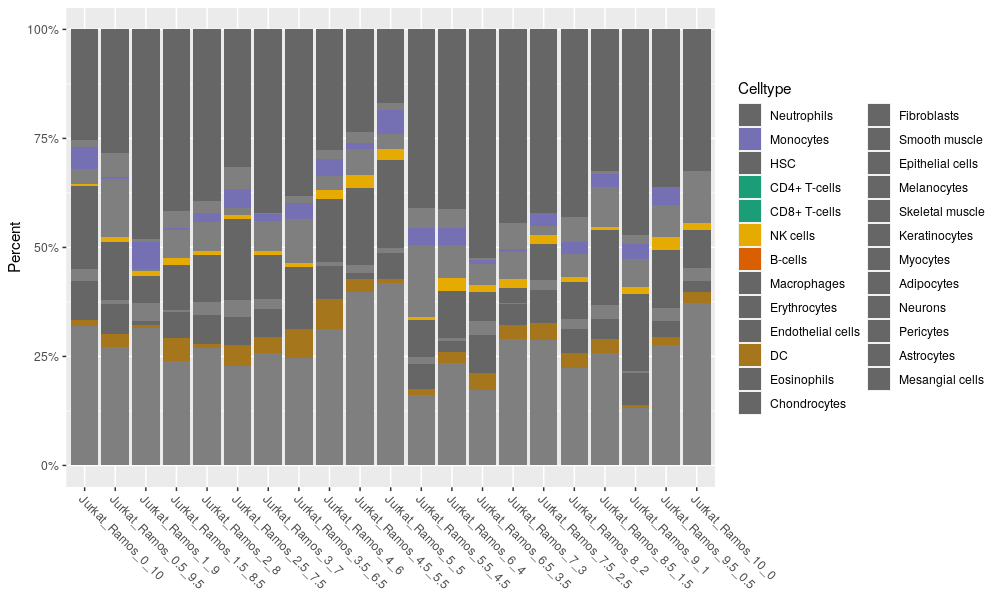 100%
75%
50%
25%
0%
Percent
Jurkat_Ramos_0_10
Jurkat_Ramos_0.5_9.5
Jurkat_Ramos_1_9
Jurkat_Ramos_1.5_8.5
Jurkat_Ramos_2_8
Jurkat_Ramos_2.5_7.5
Jurkat_Ramos_3_7
Jurkat_Ramos_3.5_6.5
Jurkat_Ramos_4_6
Jurkat_Ramos_4.5_5.5
Jurkat_Ramos_5_5
Jurkat_Ramos_5.5_4.5
Jurkat_Ramos_6_4
Jurkat_Ramos_6.5_3.5
Jurkat_Ramos_7_3
Jurkat_Ramos_7.5_2.5
Jurkat_Ramos_8_2
Jurkat_Ramos_8.5_1.5
Jurkat_Ramos_9_1
Jurkat_Ramos_9.5_0.5
Jurkat_Ramos_10_0
Celltype
Neutrophils
Monocytes
HSC
CD4+ T-cells
CD8+ T-cells
NK cells
B-cells
Macrophages
Erythrocytes
Endothelial cells
DC
Eosinophils
Chondrocytes
Fibroblasts
Smooth muscle
Epithelial cells
Melanocytes
Skeletal muscle
Keratinocytes
Myocytes
Adipocytes
Neurons
Pericytes
Astrocytes
Mesangial cells